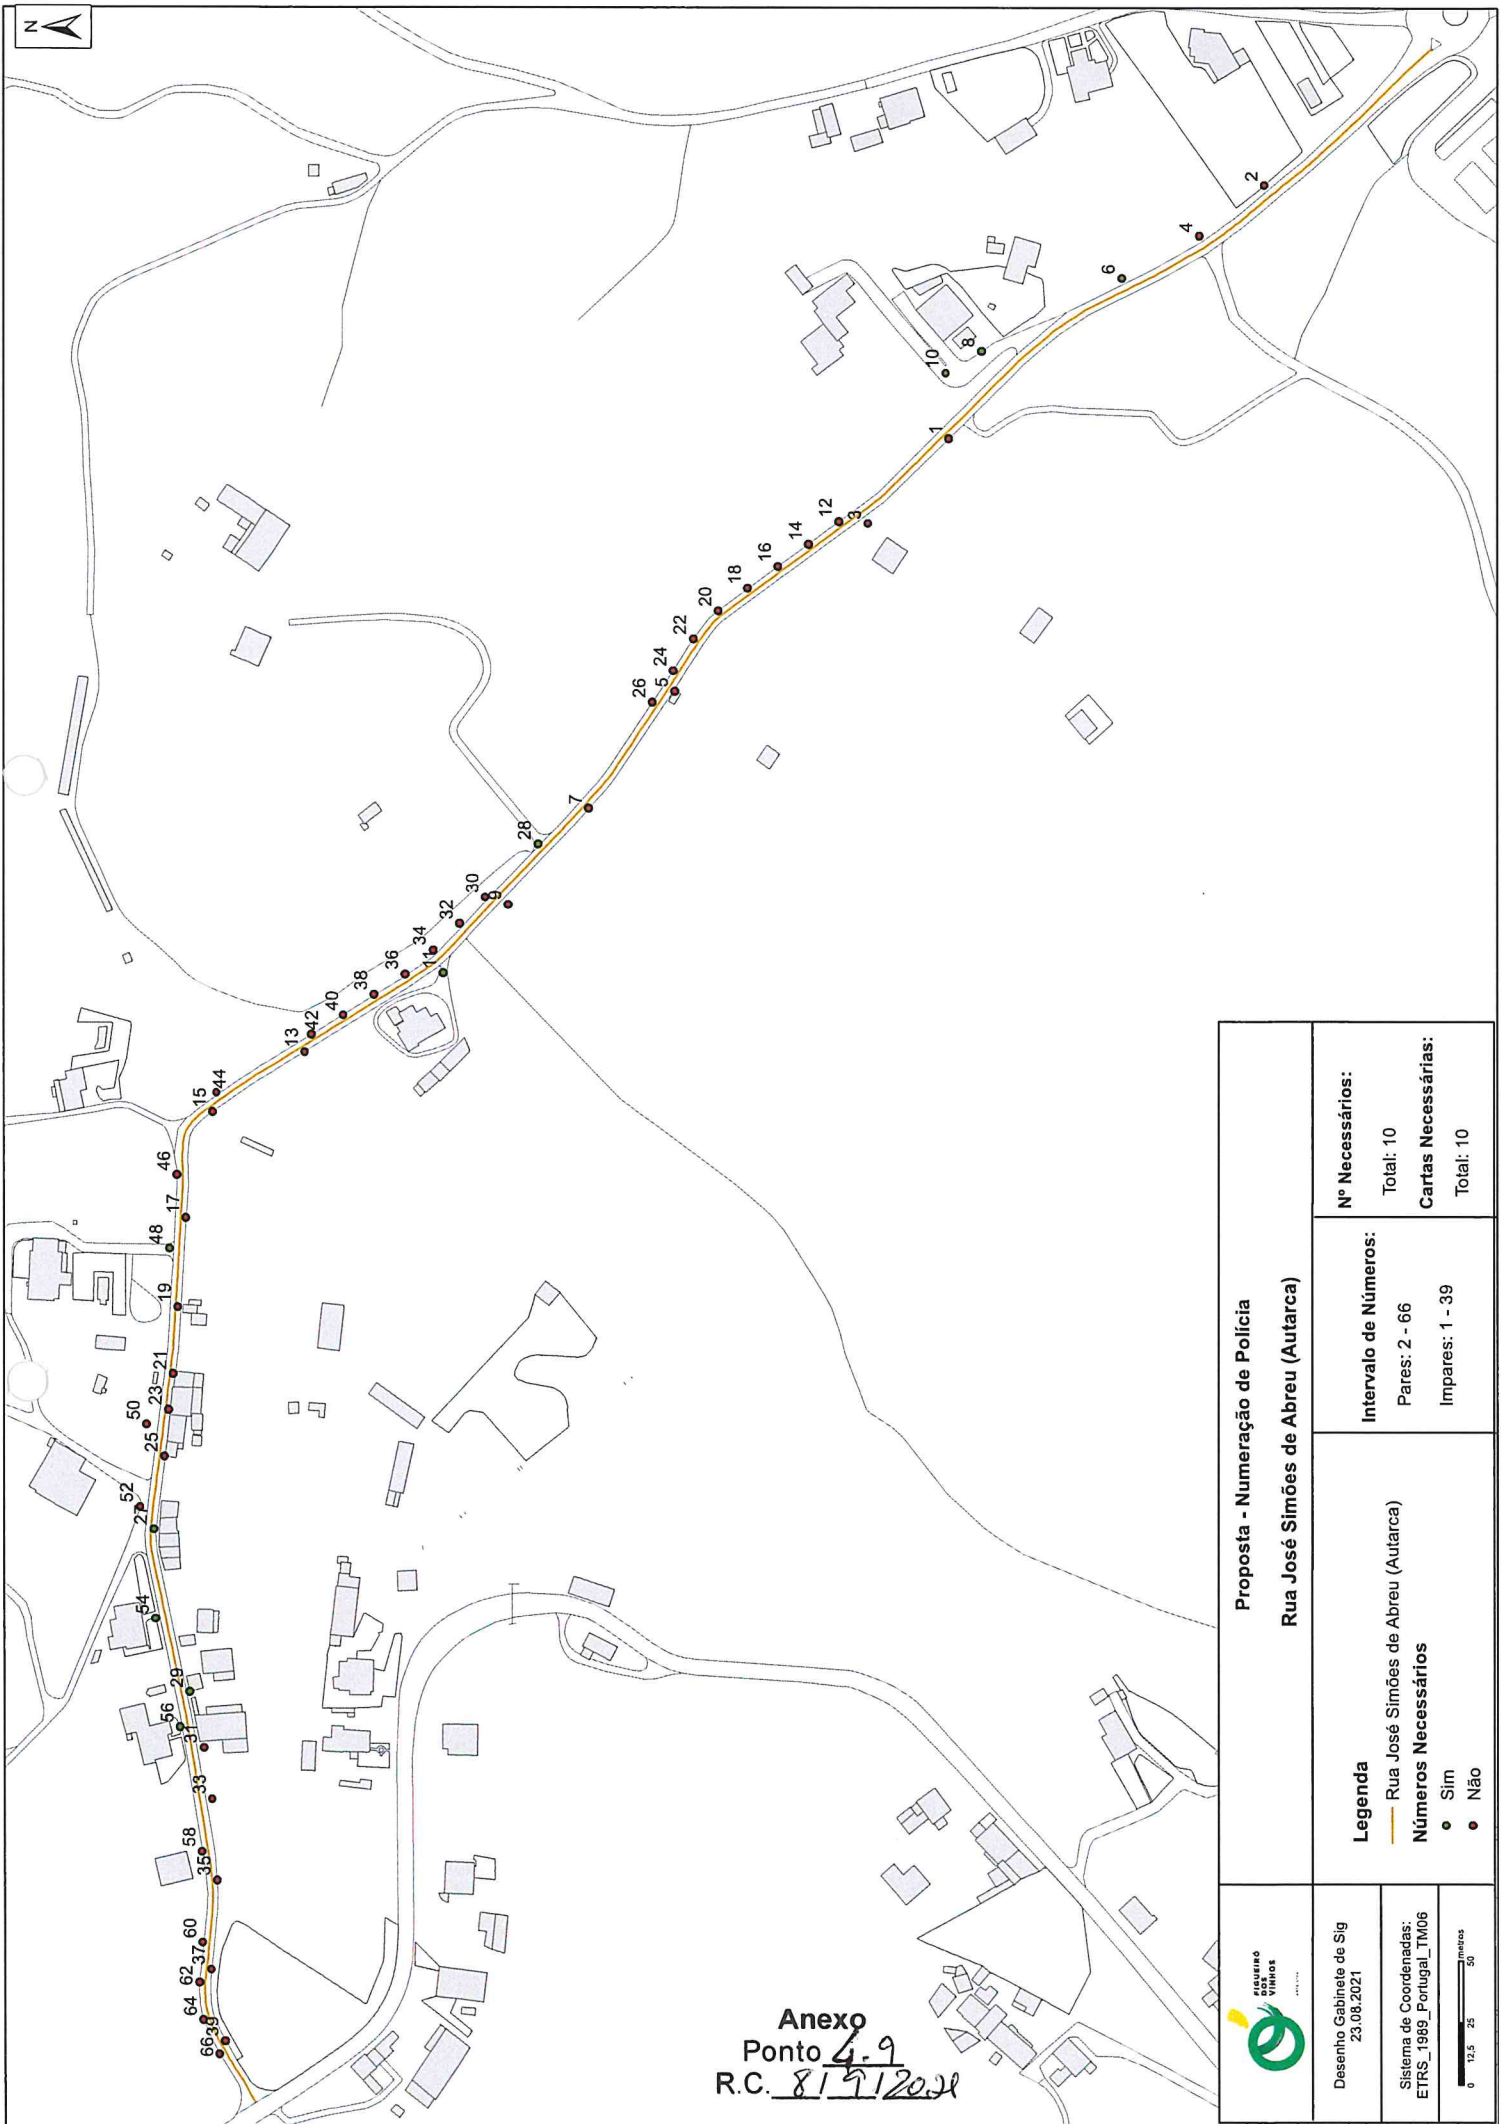 N
2
4
6
8
10
1
12
3
14
16
18
20
22
24
5
26
7
28
30
9
32
34
11
36
38
40
42
13
44
15
46
17
48
19
21
23
50
25
52
27
54
29
56
31
33
58
35
60
37
62
64
39
66
Proposta - Numeração de Polícia
Rua José Simões de Abreu (Autarca)
FIGUEIRÓ
DOS
VINHOS
Desenho Gabinete de Sig
23.08.2021
Sistema de Coordenadas:
ETRS_1989_Portugal_TM06
0 12,5 25 50 metros
Legenda
Rua José Simões de Abreu (Autarca)
Números Necessários
Sim
Não
Intervalo de Números:
Pares: 2 - 66
Impares: 1 - 39
Nº Necessários:
Total: 10
Cartas Necessárias:
Total: 10
Anexo
Ponto 4.9
R.C. 8/9/2021